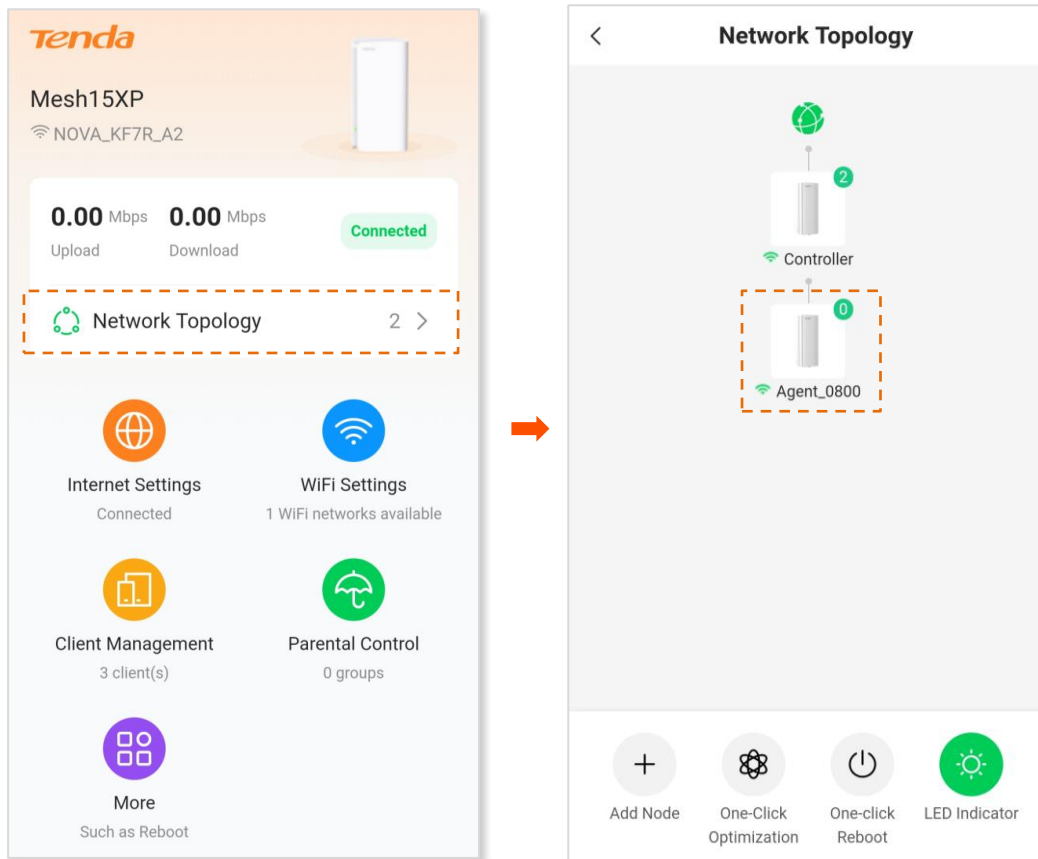 Tenda
Mesh15XP
NOVA_KF7R_A2
0.00 Mbps 0.00 Mbps
Connected
Upload Download
Network Topology 2
Internet Settings
Connected
WiFi Settings
1 WiFi networks available
Client Management
3 client(s)
Parental Control
0 groups
More
Such as Reboot
Network Topology
2
Controller
0
Agent_0800
Add Node
One-Click
Optimization
One-click
Reboot
LED Indicator